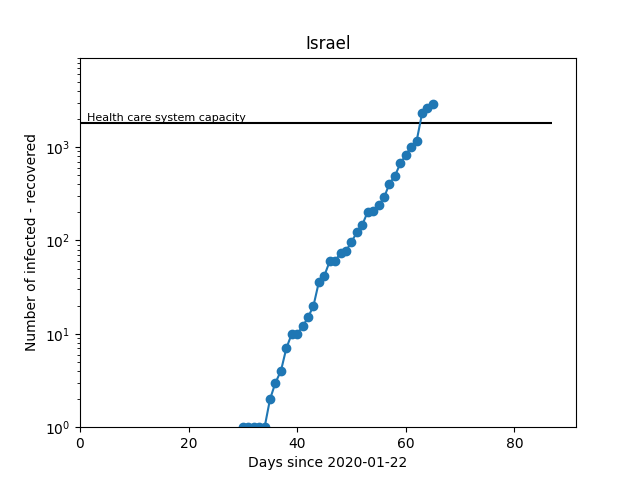 Israel
Health care system capacity
Number of infected - recovered
10³
10²
10¹
10⁰
0 20 40 60 80
Days since 2020-01-22